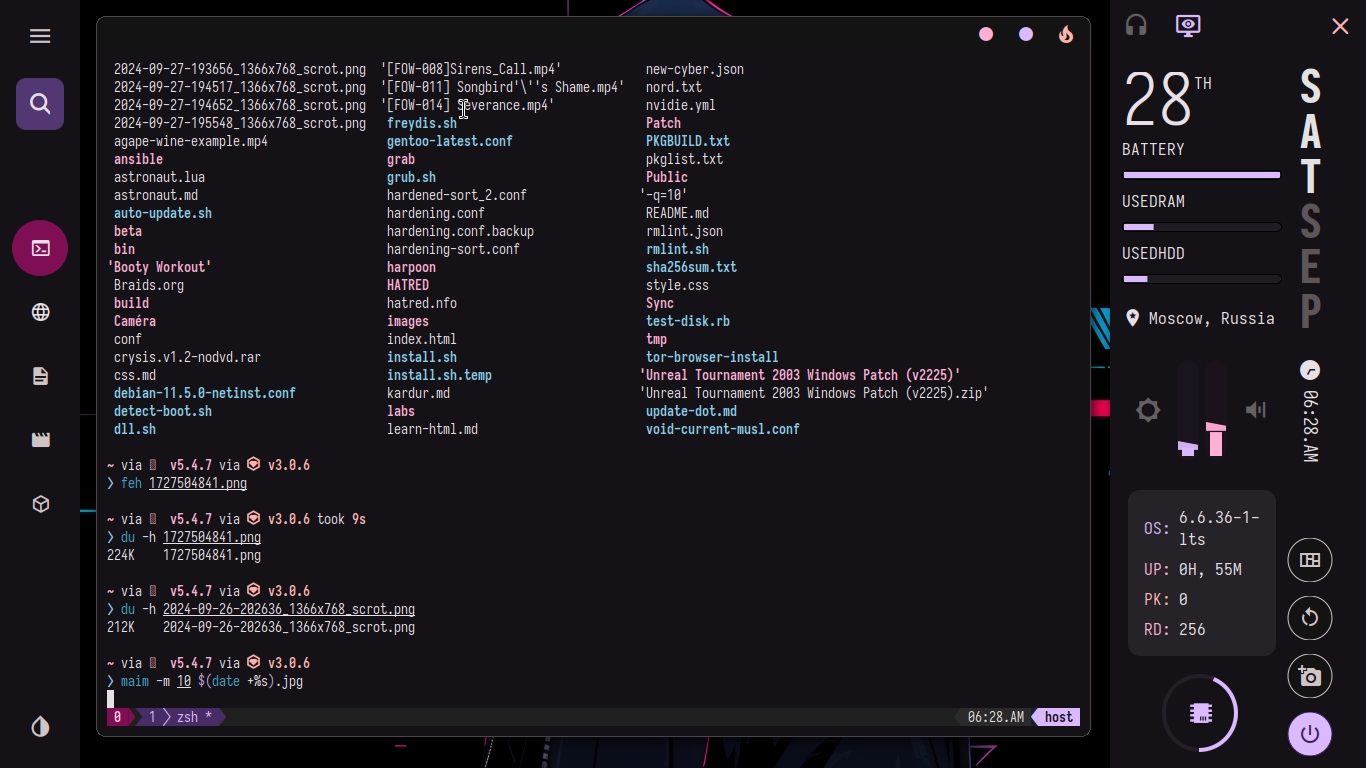 2024-09-27-193656_1366x768_scrot.png '[FOW-008]Sirens_Call.mp4' new-cyber.json
2024-09-27-194517_1366x768_scrot.png '[FOW-011] Songbird'\''s Shame.mp4' nord.txt
2024-09-27-194652_1366x768_scrot.png '[FOW-014] Severance.mp4' nvidie.yml
2024-09-27-195548_1366x768_scrot.png freydis.sh Patch
agape-wine-example.mp4 gentoo-latest.conf PKGBUILD.txt
ansible grab pkglist.txt
astronaut.lua grub.sh Public
astronaut.md hardened-sort_2.conf '-q=10'
auto-update.sh hardening.conf README.md
beta hardening.conf.backup rmlint.json
bin hardening-sort.conf rmlint.sh
'Booty Workout' harpoon sha256sum.txt
Braids.org HATRED style.css
build hatred.nfo Sync
Caméra images test-disk.rb
conf index.html tmp
crysis.v1.2-nodvd.rar install.sh tor-browser-install
css.md install.sh.temp 'Unreal Tournament 2003 Windows Patch (v2225)'
debian-11.5.0-netinst.conf kardur.md 'Unreal Tournament 2003 Windows Patch (v2225).zip'
detect-boot.sh labs update-dot.md
dll.sh learn-html.md void-current-musl.conf
~ via v5.4.7 via v3.0.6
❯ feh 1727504841.png
~ via v5.4.7 via v3.0.6 took 9s
❯ du -h 1727504841.png
224K 1727504841.png
~ via v5.4.7 via v3.0.6
❯ du -h 2024-09-26-202636_1366x768_scrot.png
212K 2024-09-26-202636_1366x768_scrot.png
~ via v5.4.7 via v3.0.6
❯ maim -m 10 $(date +%s).jpg
0 1 zsh * 06:28.AM host
28TH
BATTERY
USEDRAM
USEDHDD
Moscow, Russia
SAT
SEP
06:28.AM
OS: 6.6.36-1-
lts
UP: 0H, 55M
PK: 0
RD: 256